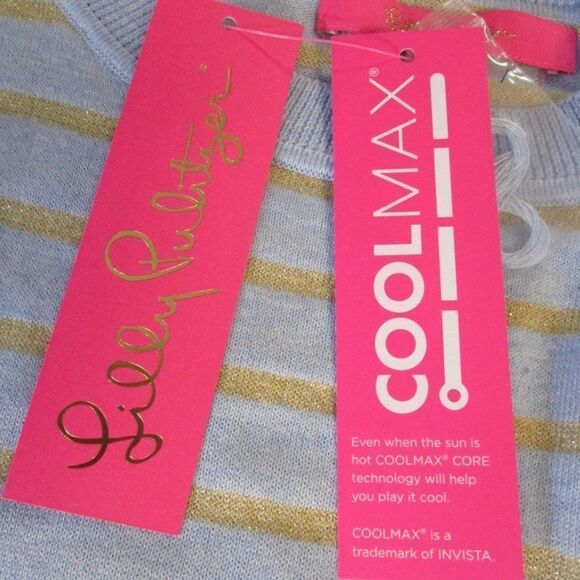 Lilly Pulitzer®
COOLMAX®
Even when the sun is
hot COOLMAX® CORE
technology will help
you play it cool.
COOLMAX® is a
trademark of INVISTA.